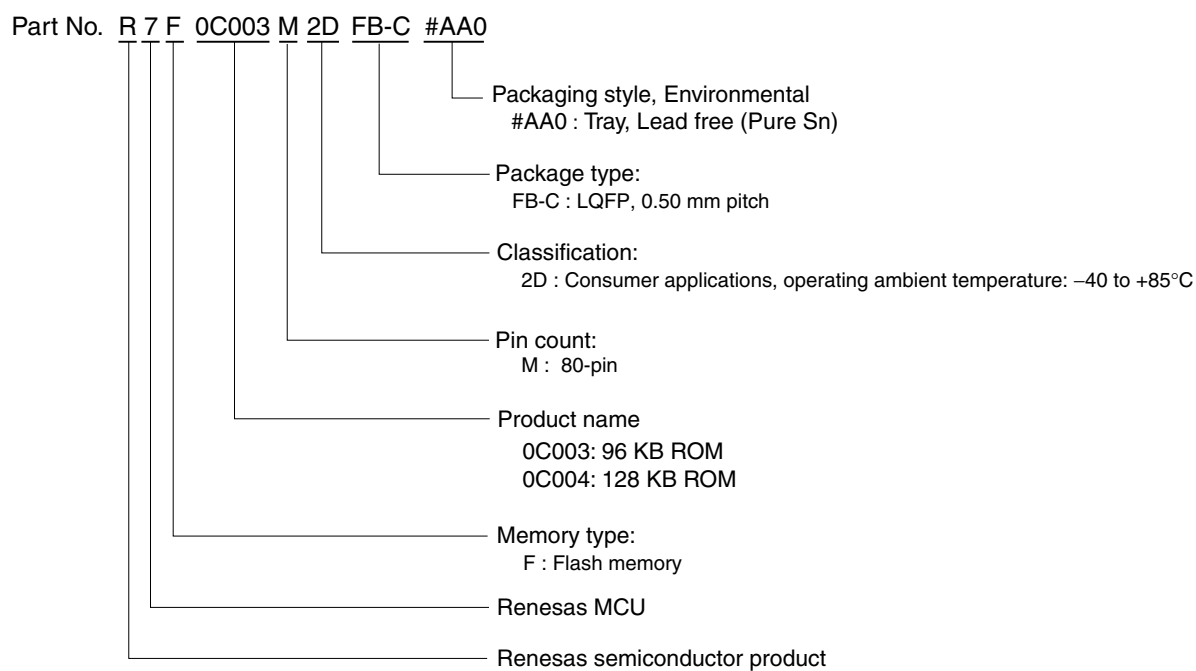 Part No. R 7 F 0C003 M 2D FB-C #AA0
Packaging style, Environmental
#AA0 : Tray, Lead free (Pure Sn)
Package type:
FB-C : LQFP, 0.50 mm pitch
Classification:
2D : Consumer applications, operating ambient temperature: −40 to +85°C
Pin count:
M : 80-pin
Product name
0C003: 96 KB ROM
0C004: 128 KB ROM
Memory type:
F : Flash memory
Renesas MCU
Renesas semiconductor product